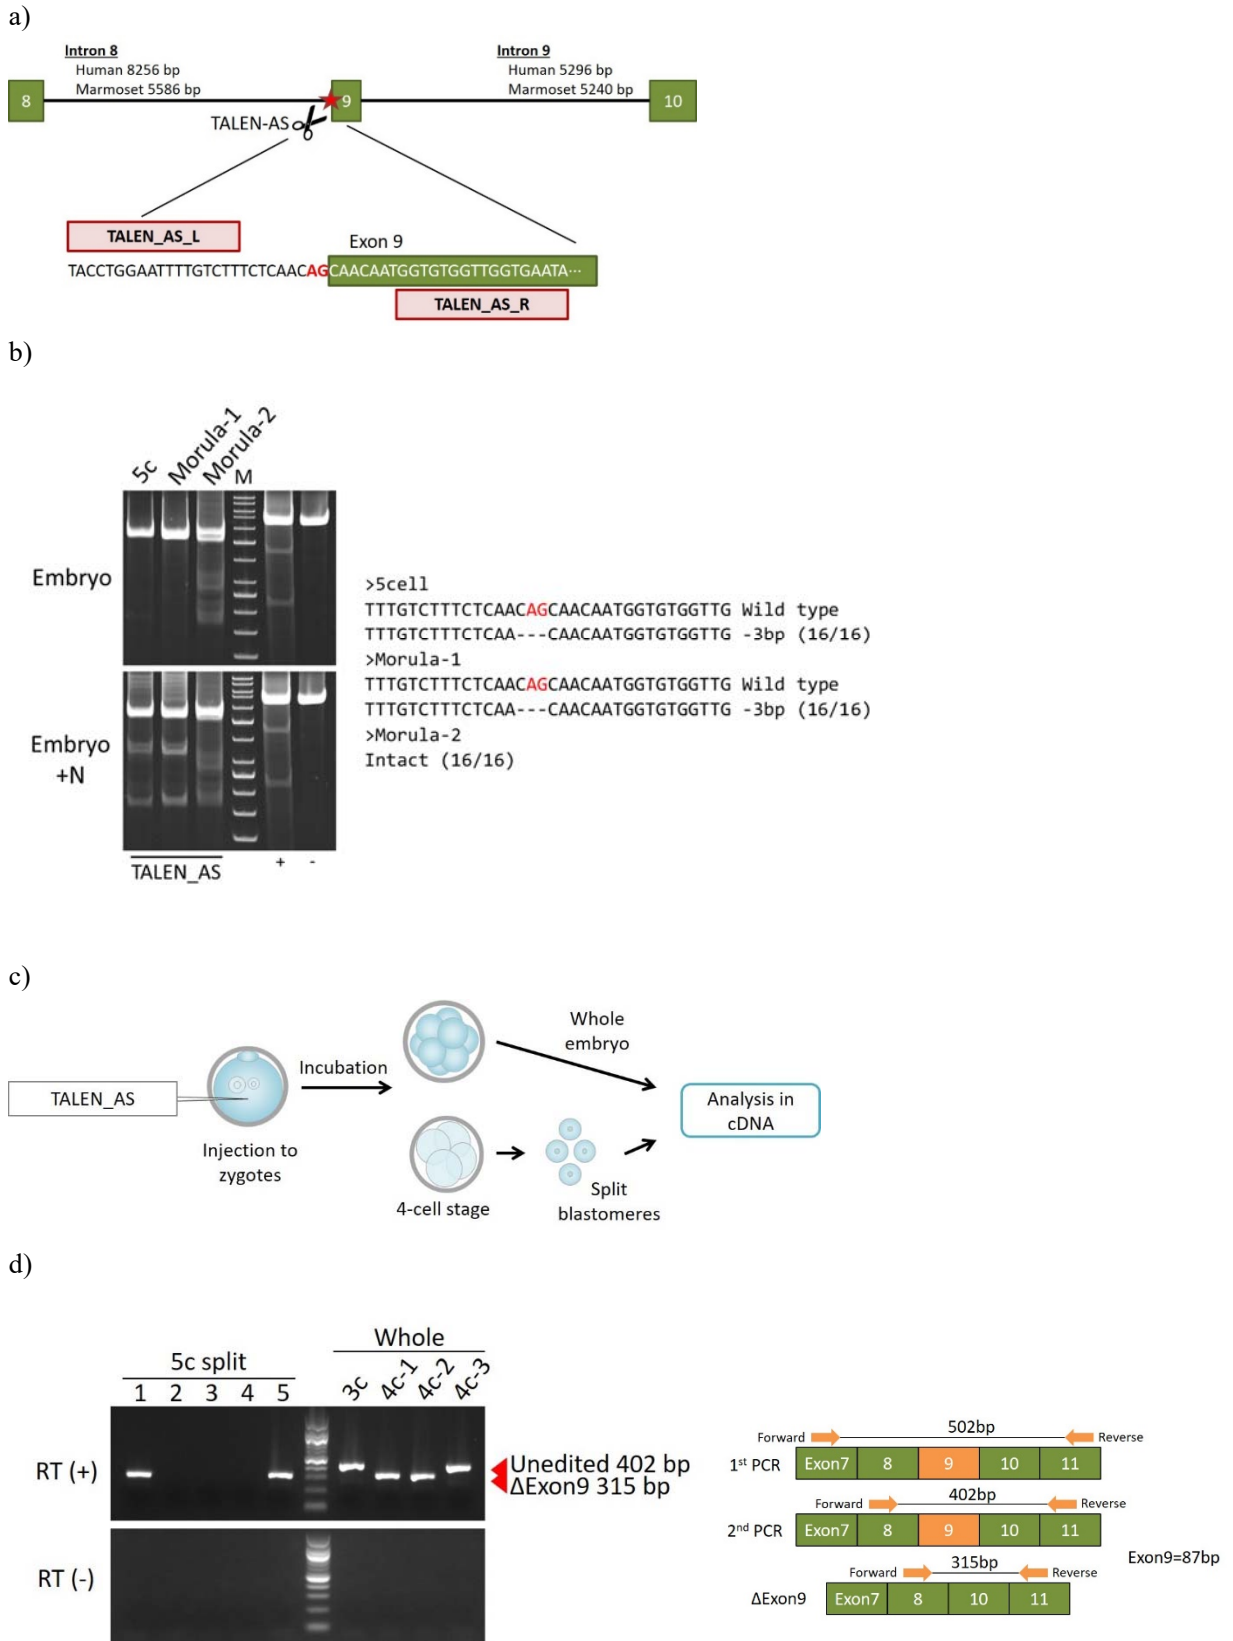 a)
Intron 8
Human 8256 bp
Marmoset 5586 bp
Intron 9
Human 5296 bp
Marmoset 5240 bp
8
9
10
TALEN-AS
TALEN_AS_L
Exon 9
TACCTGGAATTTTGTCTTTCTCAACAGCAACAATGGTGTGGTTGGTGAATA···
TALEN_AS_R
b)
5c Morula-1 Morula-2 M
Embryo
Embryo
+N
TALEN_AS
+ -
>5cell
TTTGTCTTTCTCAACAGCAACAATGGTGTGGTTG Wild type
TTTGTCTTTCTCAA---CAACAATGGTGTGGTTG -3bp (16/16)
>Morula-1
TTTGTCTTTCTCAACAGCAACAATGGTGTGGTTG Wild type
TTTGTCTTTCTCAA---CAACAATGGTGTGGTTG -3bp (16/16)
>Morula-2
Intact (16/16)
c)
TALEN_AS
Injection to
zygotes
Incubation
4-cell stage
Whole
embryo
Split
blastomeres
Analysis in
cDNA
d)
5c split
1 2 3 4 5
Whole
3c 4c-1 4c-2 4c-3
RT (+)
Unedited 402 bp
ΔExon9 315 bp
RT (-)
502bp
Forward Reverse
1st PCR Exon7 8 9 10 11
402bp
Forward Reverse
2nd PCR Exon7 8 9 10 11
315bp
Exon9=87bp
Forward Reverse
ΔExon9 Exon7 8 10 11